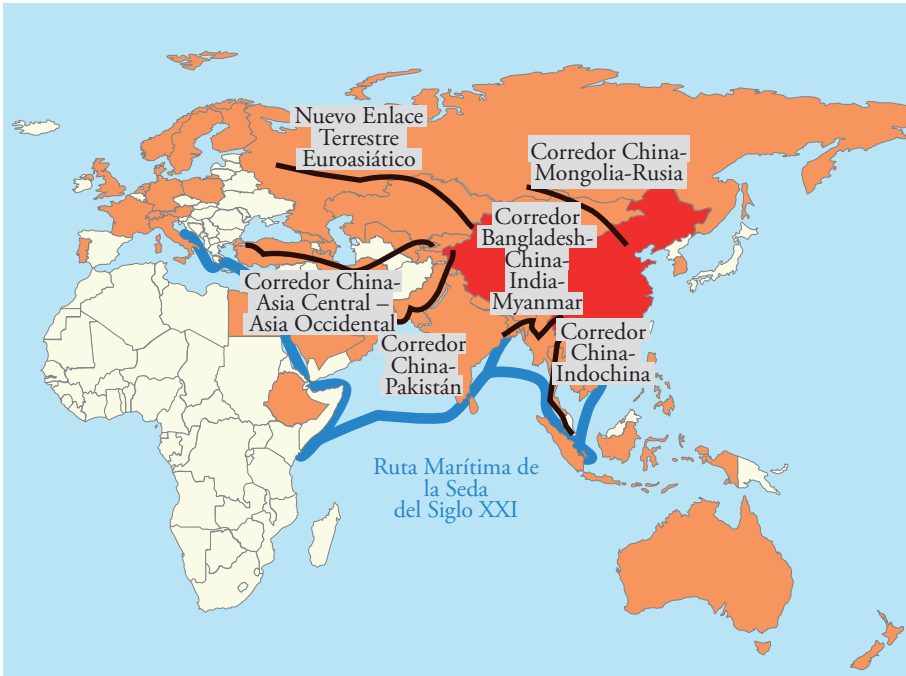 Nuevo Enlace
Terrestre
Euroasiático
Corredor China-
Mongolia-Rusia
Corredor
Bangladesh-
China-
India-
Myanmar
Corredor China-
Asia Central –
Asia Occidental
Corredor
China-
Pakistán
Corredor
China-
Indochina
Ruta Marítima de
la Seda
del Siglo XXI